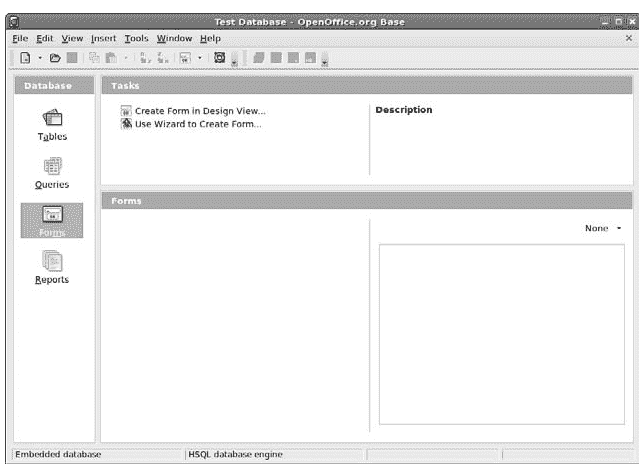 Test Database - OpenOffice.org Base
File Edit View Insert Tools Window Help
Database
Tables
Queries
Forms
Reports
Tasks
Create Form in Design View...
Use Wizard to Create Form...
Description
Forms
None
Embedded database
HSQL database engine